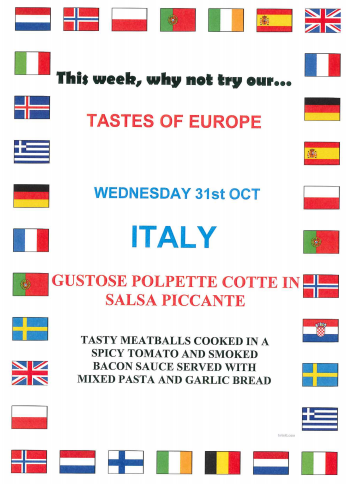 This week, why not try our...
TASTES OF EUROPE
WEDNESDAY 31st OCT
ITALY
GUSTOSE POLPETTE COTTE IN
SALSA PICCANTE
TASTY MEATBALLS COOKED IN A
SPICY TOMATO AND SMOKED
BACON SAUCE SERVED WITH
MIXED PASTA AND GARLIC BREAD